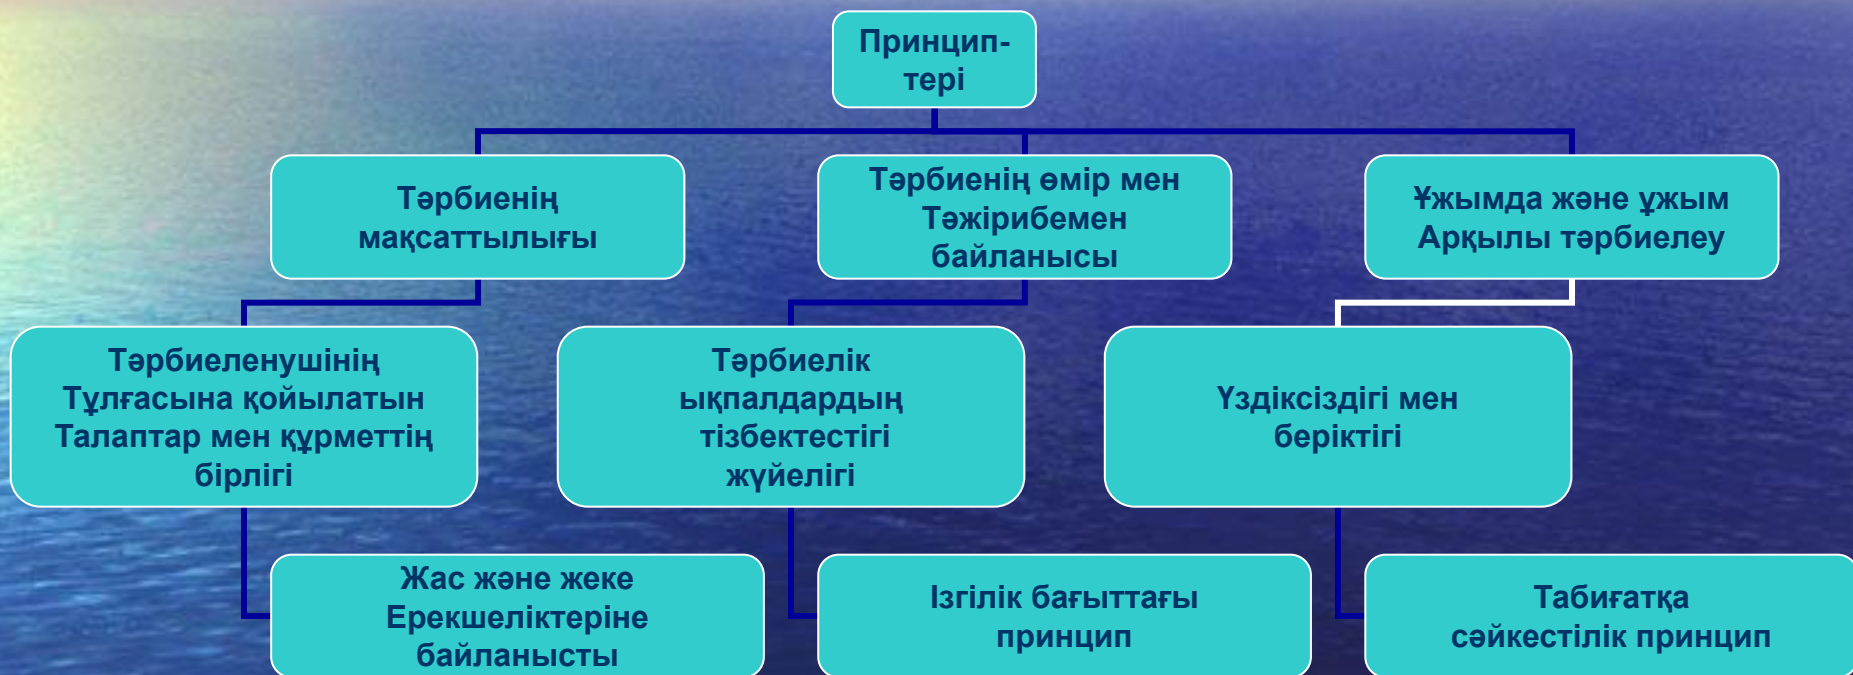 Принцип-
тері
Тәрбиенің
мақсаттылығы
Тәрбиенің өмір мен
Тәжірибемен
байланысы
Ұжымда және ұжым
Арқылы тәрбиелеу
Тәрбиеленушінің
Тұлғасына қойылатын
Талаптар мен құрметтің
бірлігі
Тәрбиелік
ықпалдардың
тізбектестігі
жүйелігі
Үздіксіздігі мен
беріктігі
Жас және жеке
Ерекшеліктеріне
байланысты
Ізгілік бағыттағы
принцип
Табиғатқа
сәйкестілік принцип